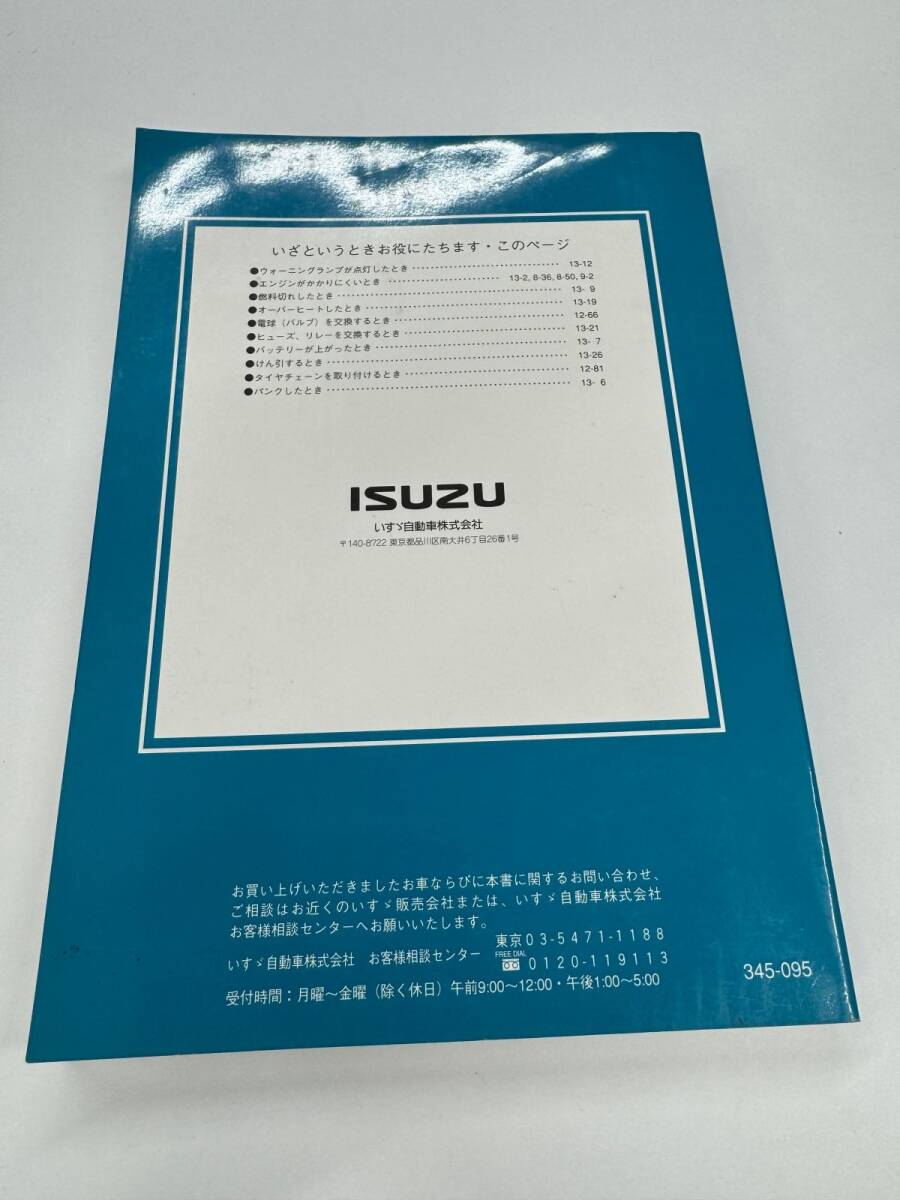 いざというときお役にたちます・このページ
●ウォーニングランプが点灯したとき 13-12
●エンジンがかかりにくいとき 13-2, 8-36, 8-50, 9-2
●燃料切れしたとき 13- 9
●オーバーヒートしたとき 13-19
●電球（バルブ）を交換するとき 12-66
●ヒューズ、リレーを交換するとき 13-21
●バッテリーが上がったとき 13- 7
●けん引するとき 13-26
●タイヤチェーンを取り付けるとき 12-81
●パンクしたとき 13- 6
ISUZU
いすゞ自動車株式会社
〒140-8722 東京都品川区南大井6丁目26番1号
お買い上げいただきましたお車ならびに本書に関するお問い合わせ、
ご相談はお近くのいすゞ販売会社または、いすゞ自動車株式会社
お客様相談センターへお願いいたします。
東京03-5471-1188
いすゞ自動車株式会社 お客様相談センター FREE DIAL 0120-119113
受付時間：月曜〜金曜（除く休日）午前9:00〜12:00・午後1:00〜5:00
345-095